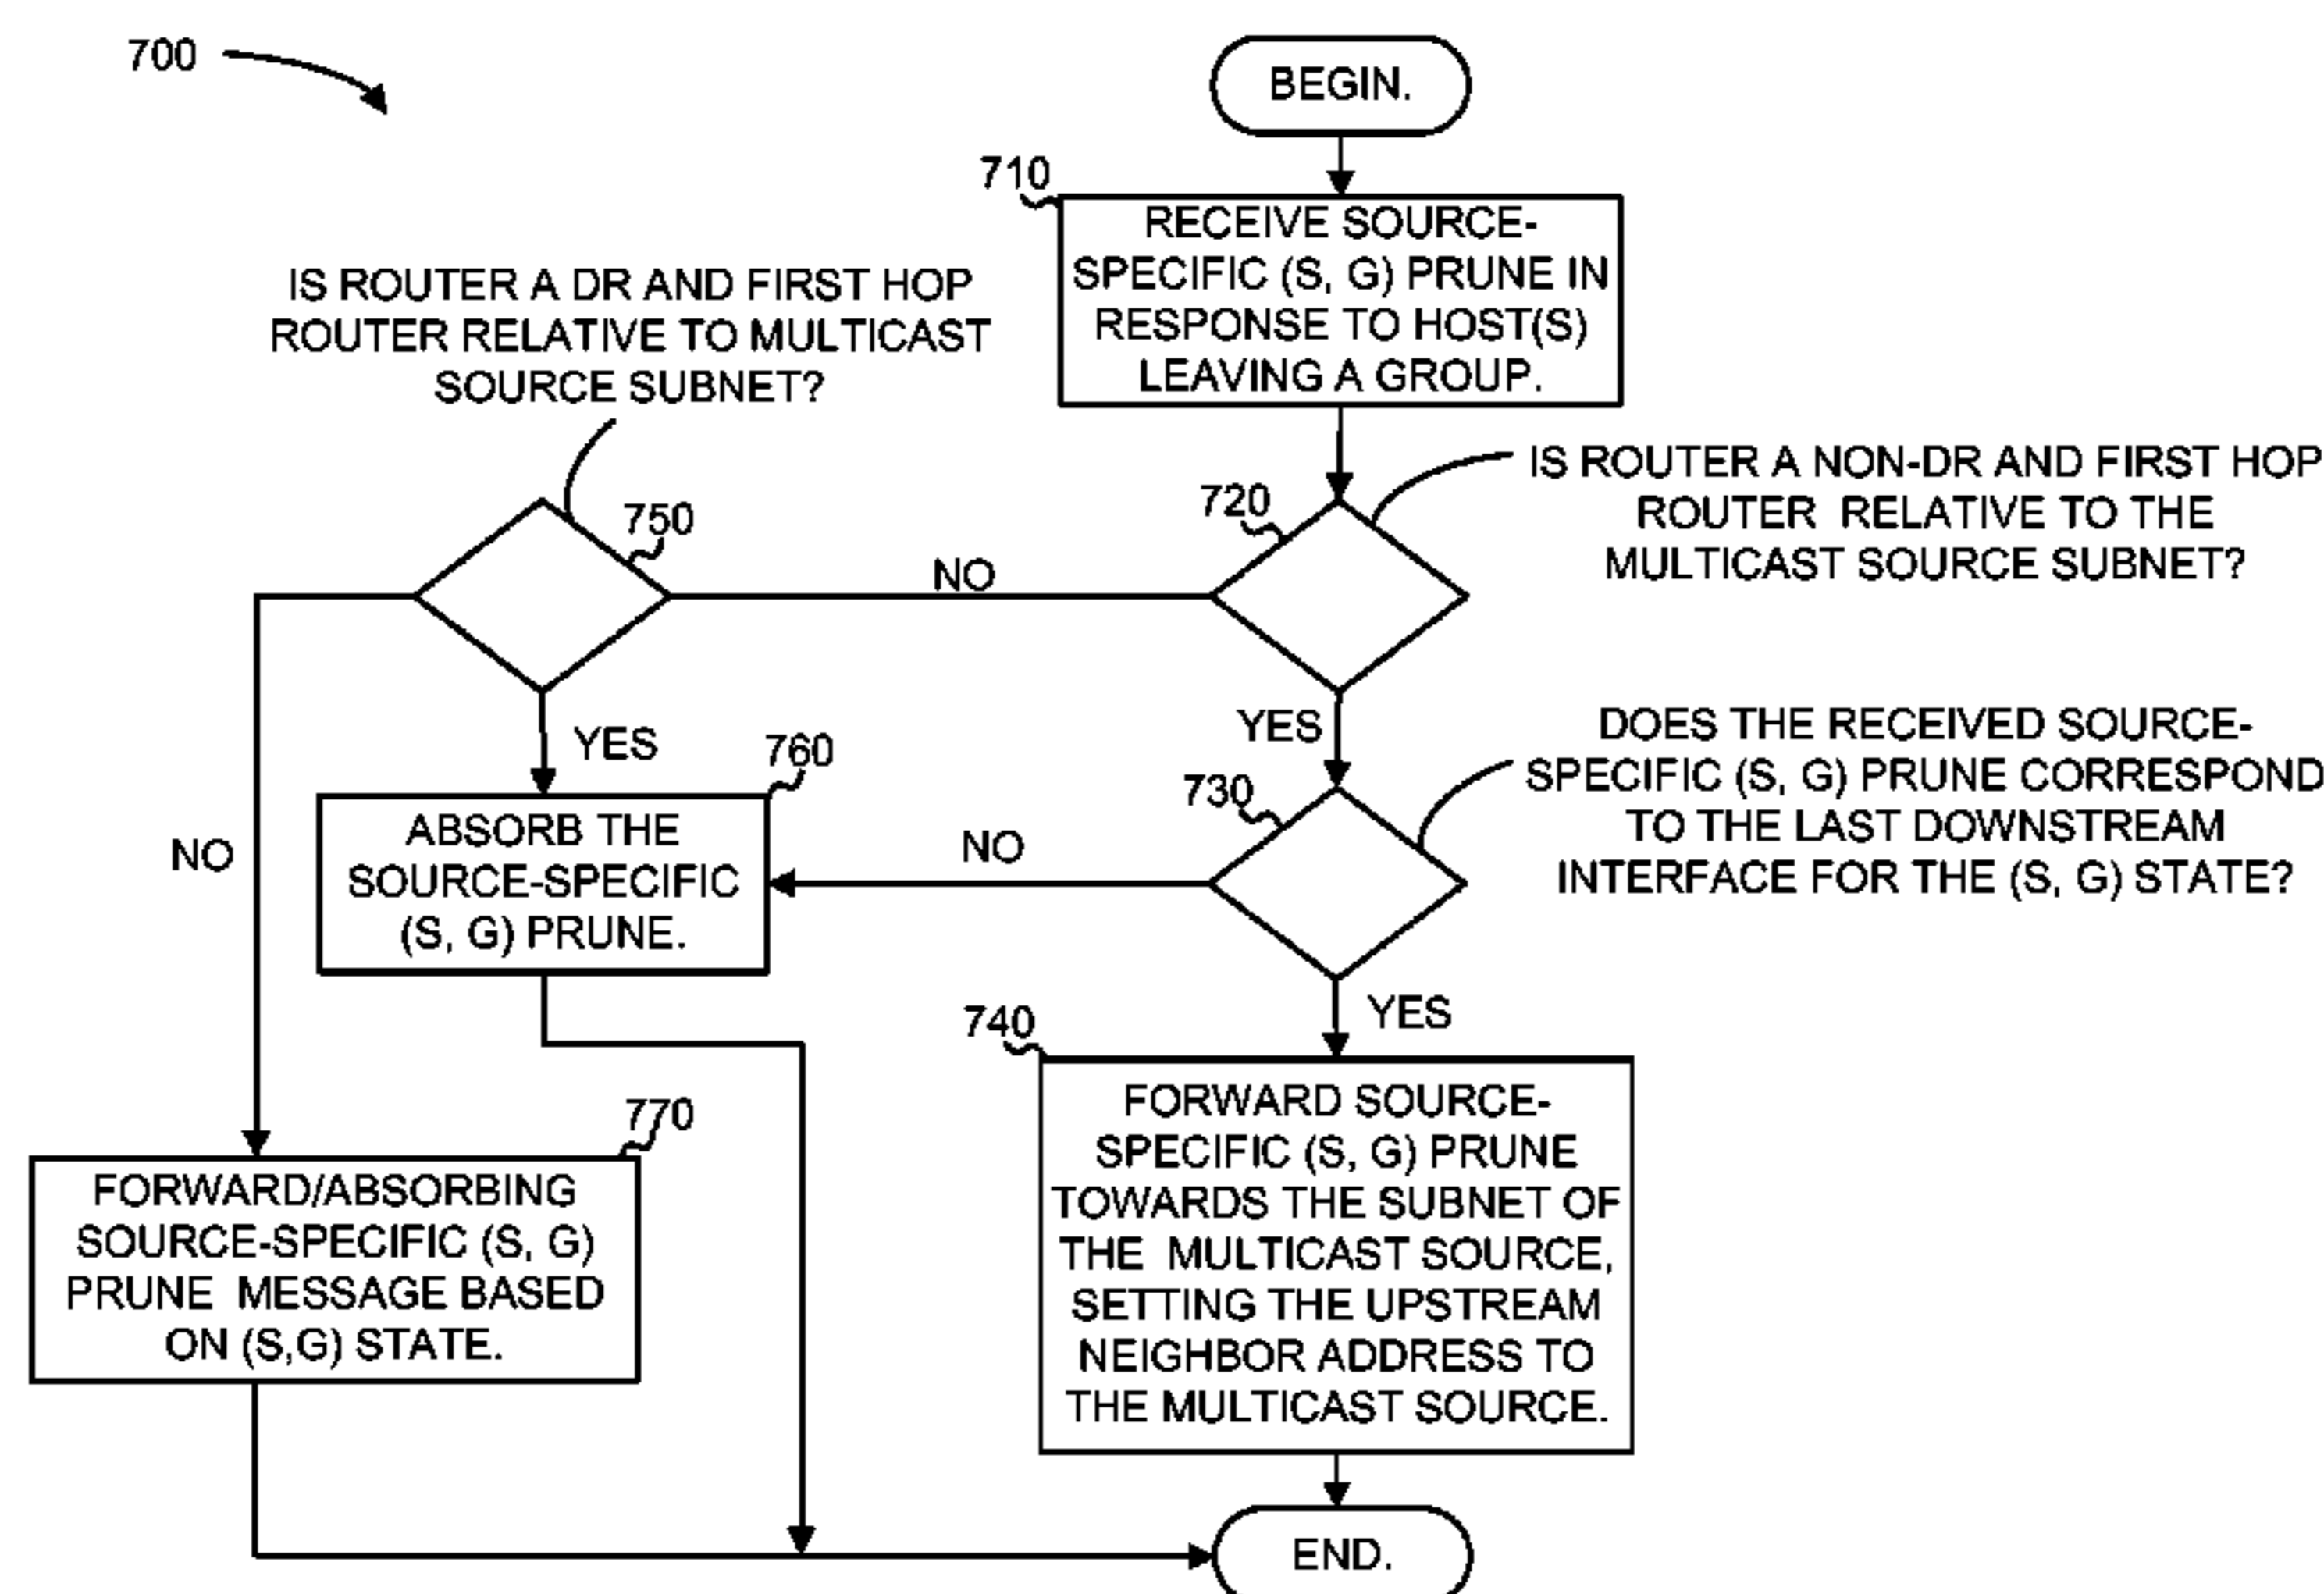 700
BEGIN.
710
RECEIVE SOURCE-
SPECIFIC (S, G) PRUNE IN
RESPONSE TO HOST(S)
LEAVING A GROUP.
IS ROUTER A DR AND FIRST HOP
ROUTER RELATIVE TO MULTICAST
SOURCE SUBNET?
IS ROUTER A NON-DR AND FIRST HOP
ROUTER RELATIVE TO THE
MULTICAST SOURCE SUBNET?
720
750
NO
YES
YES
DOES THE RECEIVED SOURCE-
SPECIFIC (S, G) PRUNE CORRESPOND
TO THE LAST DOWNSTREAM
INTERFACE FOR THE (S, G) STATE?
730
760
ABSORB THE
SOURCE-SPECIFIC
(S, G) PRUNE.
NO
NO
YES
740
FORWARD SOURCE-
SPECIFIC (S, G) PRUNE
TOWARDS THE SUBNET OF
THE MULTICAST SOURCE,
SETTING THE UPSTREAM
NEIGHBOR ADDRESS TO
THE MULTICAST SOURCE.
770
FORWARD/ABSORBING
SOURCE-SPECIFIC (S, G)
PRUNE MESSAGE BASED
ON (S,G) STATE.
END.